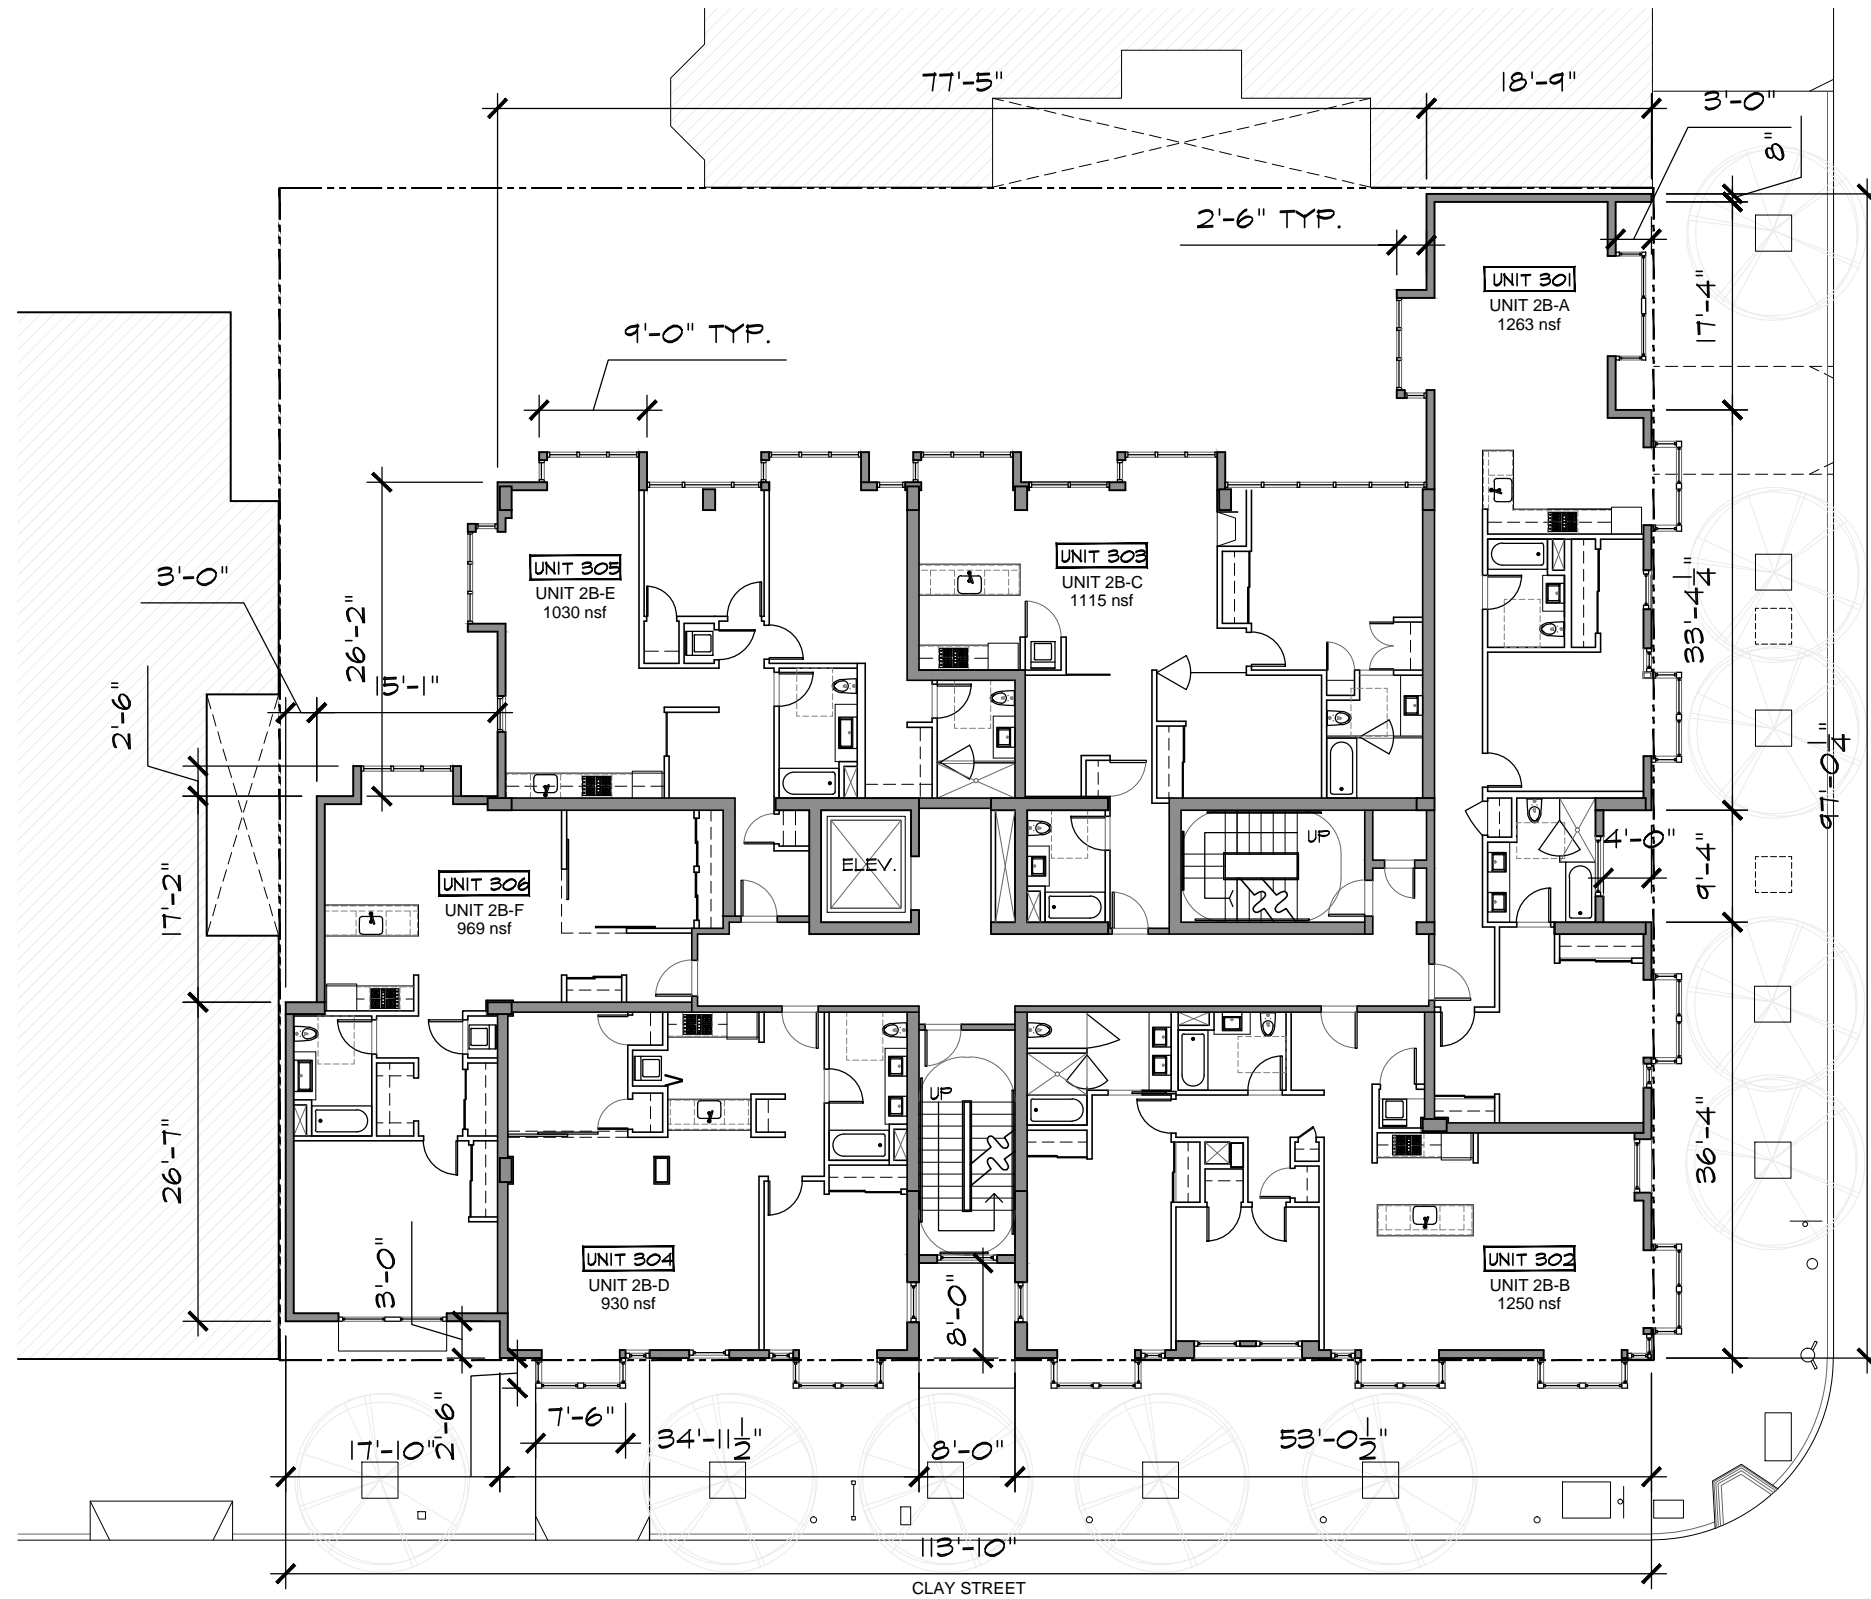 77'-5"
18'-9"
3'-0"
8"
2'-6" TYP.
UNIT 301
UNIT 2B-A
1263 nsf
17'-4"
9'-0" TYP.
UNIT 305
UNIT 2B-E
1030 nsf
UNIT 303
UNIT 2B-C
1115 nsf
3'-0"
26'-2"
33'-4 1/4"
15'-1"
2'-6"
97'-0 1/4"
UP
ELEV.
4'-0"
9'-4"
UNIT 306
UNIT 2B-F
969 nsf
17'-2"
UP
26'-7"
36'-4"
UNIT 304
UNIT 2B-D
930 nsf
UNIT 302
UNIT 2B-B
1250 nsf
3'-0"
8'-0"
7'-6"
2'-6"
17'-10"
34'-11 1/2"
8'-0"
53'-0 1/2"
113'-10"
CLAY STREET